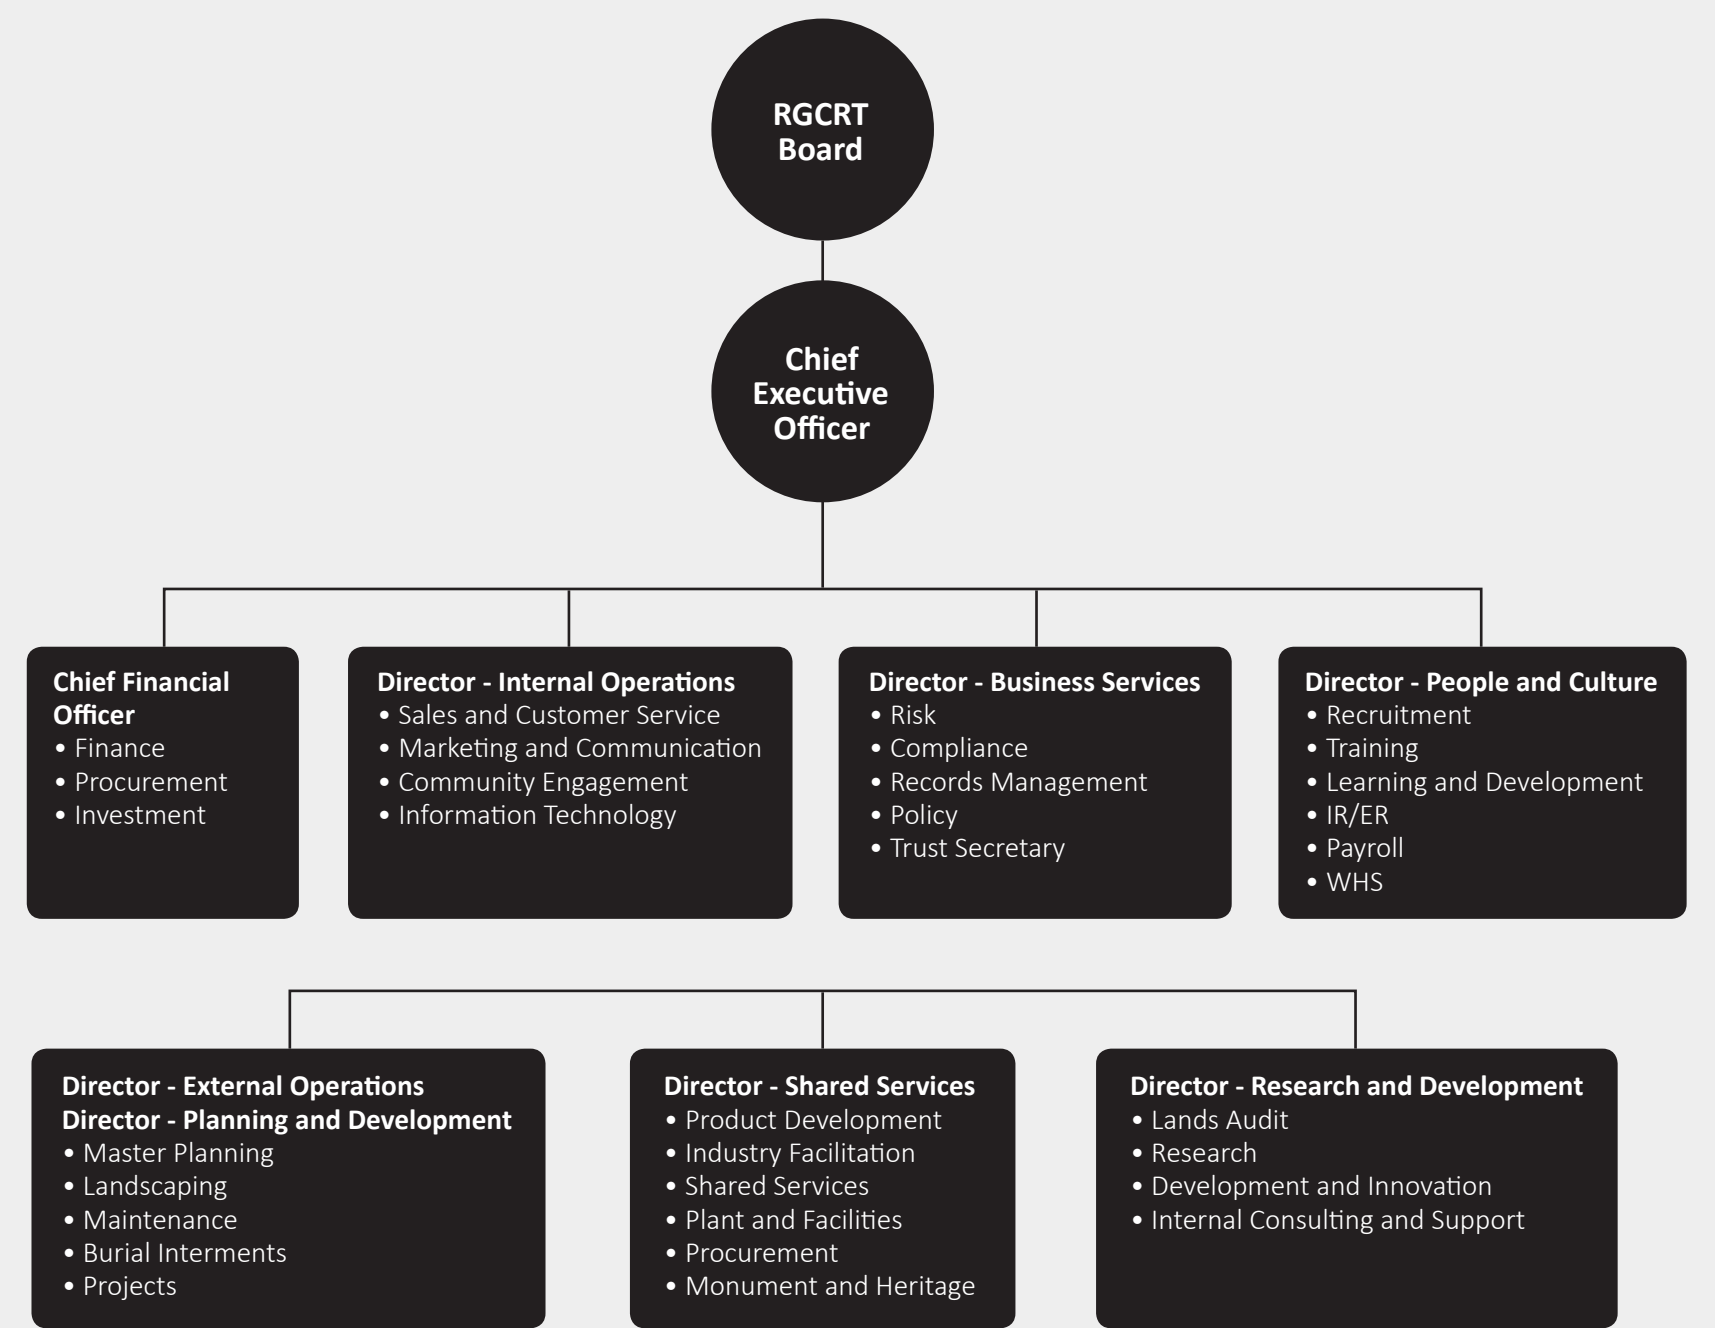 RGCRT
Board
Chief
Executive
Officer
Chief Financial
Officer
• Finance
• Procurement
• Investment
Director - Internal Operations
• Sales and Customer Service
• Marketing and Communication
• Community Engagement
• Information Technology
Director - Business Services
• Risk
• Compliance
• Records Management
• Policy
• Trust Secretary
Director - People and Culture
• Recruitment
• Training
• Learning and Development
• IR/ER
• Payroll
• WHS
Director - External Operations
Director - Planning and Development
• Master Planning
• Landscaping
• Maintenance
• Burial Interments
• Projects
Director - Shared Services
• Product Development
• Industry Facilitation
• Shared Services
• Plant and Facilities
• Procurement
• Monument and Heritage
Director - Research and Development
• Lands Audit
• Research
• Development and Innovation
• Internal Consulting and Support